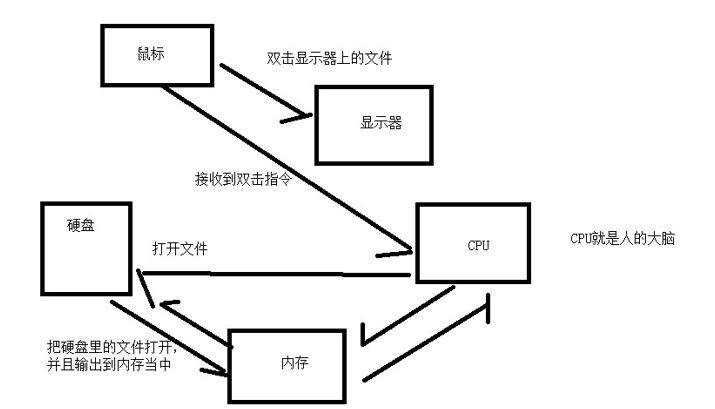 鼠标
双击显示器上的文件
显示器
接收到双击指令
硬盘
打开文件
CPU
CPU就是人的大脑
把硬盘里的文件打开，
并且输出到内存当中
内存